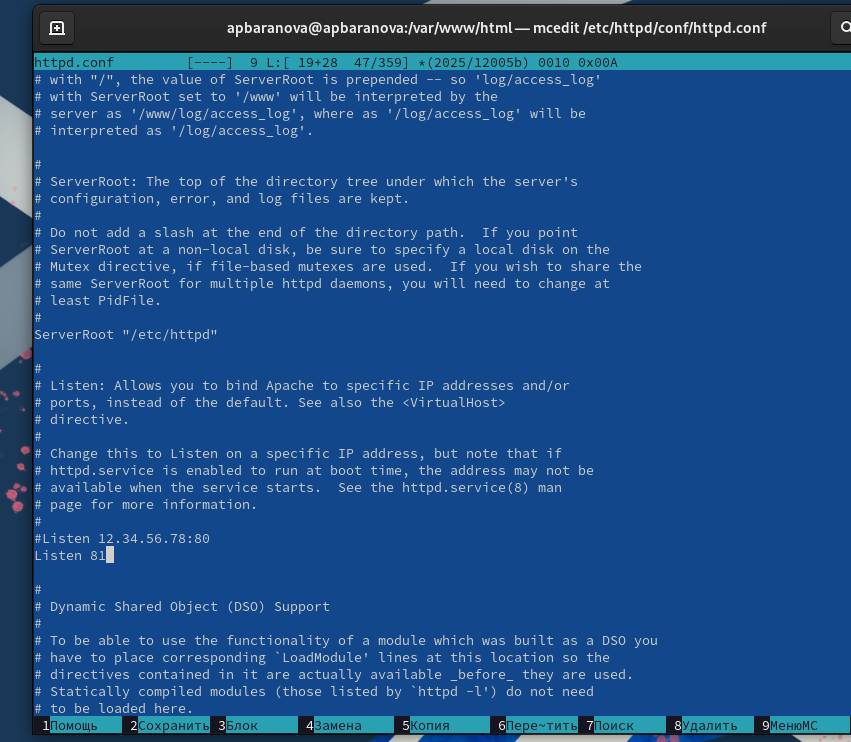 apbaranova@apbaranova:/var/www/html — mcedit /etc/httpd/conf/httpd.conf
httpd.conf         [----]  9 L:[ 19+28  47/359] *(2025/12005b) 0010 0x00A
# with "/", the value of ServerRoot is prepended -- so 'log/access_log'
# with ServerRoot set to '/www' will be interpreted by the
# server as '/www/log/access_log', where as '/log/access_log' will be
# interpreted as '/log/access_log'.
#
# ServerRoot: The top of the directory tree under which the server's
# configuration, error, and log files are kept.
#
# Do not add a slash at the end of the directory path.  If you point
# ServerRoot at a non-local disk, be sure to specify a local disk on the
# Mutex directive, if file-based mutexes are used.  If you wish to share the
# same ServerRoot for multiple httpd daemons, you will need to change at
# least PidFile.
#
ServerRoot "/etc/httpd"
#
# Listen: Allows you to bind Apache to specific IP addresses and/or
# ports, instead of the default. See also the <VirtualHost>
# directive.
#
# Change this to Listen on a specific IP address, but note that if
# httpd.service is enabled to run at boot time, the address may not be
# available when the service starts.  See the httpd.service(8) man
# page for more information.
#
#Listen 12.34.56.78:80
Listen 81
#
# Dynamic Shared Object (DSO) Support
#
# To be able to use the functionality of a module which was built as a DSO you
# have to place corresponding `LoadModule' lines at this location so the
# directives contained in it are actually available _before_ they are used.
# Statically compiled modules (those listed by `httpd -l') do not need
# to be loaded here.
1Помощь 2Сохранить 3Блок 4Замена 5Копия 6Пере~тить 7Поиск 8Удалить 9МенюМС